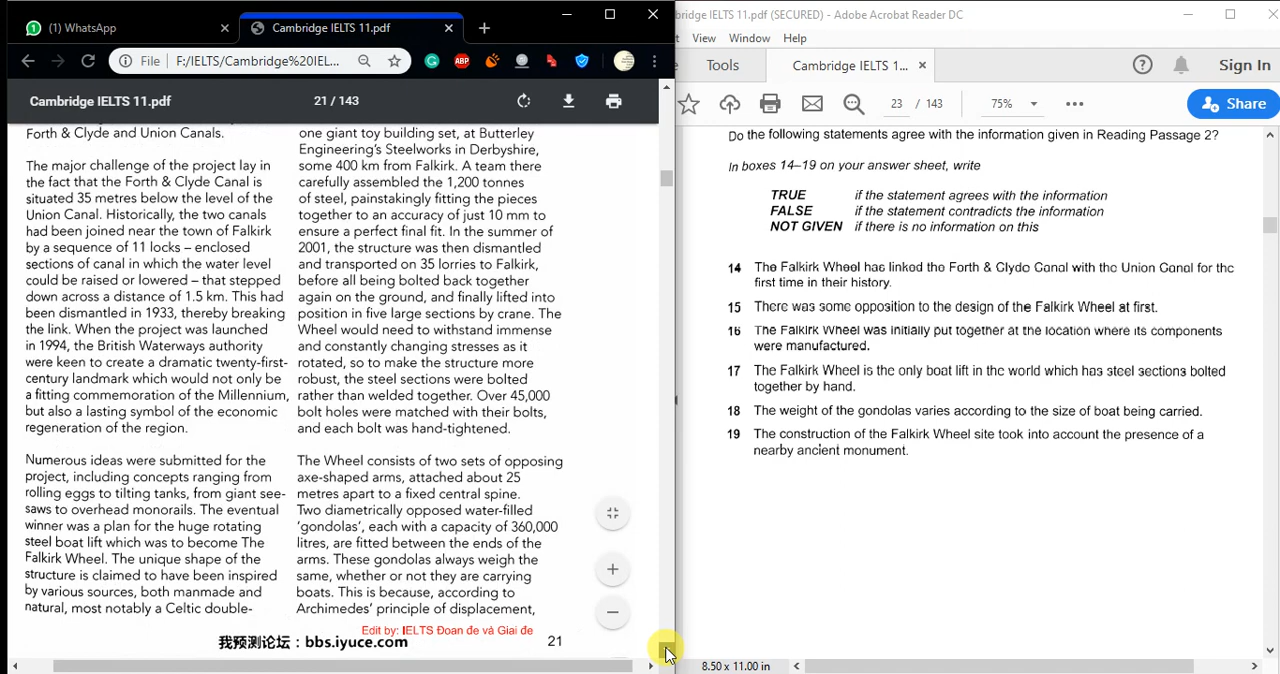 (1) WhatsApp
Cambridge IELTS 11.pdf
File
F:/IELTS/Cambridge%20IEL...
ABP
Cambridge IELTS 11.pdf
21 / 143
Forth & Clyde and Union Canals.
The major challenge of the project lay in
the fact that the Forth & Clyde Canal is
situated 35 metres below the level of the
Union Canal. Historically, the two canals
had been joined near the town of Falkirk
by a sequence of 11 locks – enclosed
sections of canal in which the water level
could be raised or lowered – that stepped
down across a distance of 1.5 km. This had
been dismantled in 1933, thereby breaking
the link. When the project was launched
in 1994, the British Waterways authority
were keen to create a dramatic twenty-first-
century landmark which would not only be
a fitting commemoration of the Millennium,
but also a lasting symbol of the economic
regeneration of the region.
Numerous ideas were submitted for the
project, including concepts ranging from
rolling eggs to tilting tanks, from giant see-
saws to overhead monorails. The eventual
winner was a plan for the huge rotating
steel boat lift which was to become The
Falkirk Wheel. The unique shape of the
structure is claimed to have been inspired
by various sources, both manmade and
natural, most notably a Celtic double-
one giant toy building set, at Butterley
Engineering's Steelworks in Derbyshire,
some 400 km from Falkirk. A team there
carefully assembled the 1,200 tonnes
of steel, painstakingly fitting the pieces
together to an accuracy of just 10 mm to
ensure a perfect final fit. In the summer of
2001, the structure was then dismantled
and transported on 35 lorries to Falkirk,
before all being bolted back together
again on the ground, and finally lifted into
position in five large sections by crane. The
Wheel would need to withstand immense
and constantly changing stresses as it
rotated, so to make the structure more
robust, the steel sections were bolted
rather than welded together. Over 45,000
bolt holes were matched with their bolts,
and each bolt was hand-tightened.
The Wheel consists of two sets of opposing
axe-shaped arms, attached about 25
metres apart to a fixed central spine.
Two diametrically opposed water-filled
'gondolas', each with a capacity of 360,000
litres, are fitted between the ends of the
arms. These gondolas always weigh the
same, whether or not they are carrying
boats. This is because, according to
Archimedes' principle of displacement,
Edit by: IELTS Đoan đe và Giai đe
我预测论坛：bbs.iyuce.com
21
bridge IELTS 11.pdf (SECURED) - Adobe Acrobat Reader DC
View Window Help
Tools
Cambridge IELTS 1...
Sign In
23 / 143
75%
Share
Do the following statements agree with the information given in Reading Passage 2?
In boxes 14–19 on your answer sheet, write
TRUE if the statement agrees with the information
FALSE if the statement contradicts the information
NOT GIVEN if there is no information on this
14 The Falkirk Wheel has linked the Forth & Clyde Canal with the Union Canal for the
first time in their history.
15 There was some opposition to the design of the Falkirk Wheel at first.
16 The Falkirk Wheel was initially put together at the location where its components
were manufactured.
17 The Falkirk Wheel is the only boat lift in the world which has steel sections bolted
together by hand.
18 The weight of the gondolas varies according to the size of boat being carried.
19 The construction of the Falkirk Wheel site took into account the presence of a
nearby ancient monument.
8.50 x 11.00 in